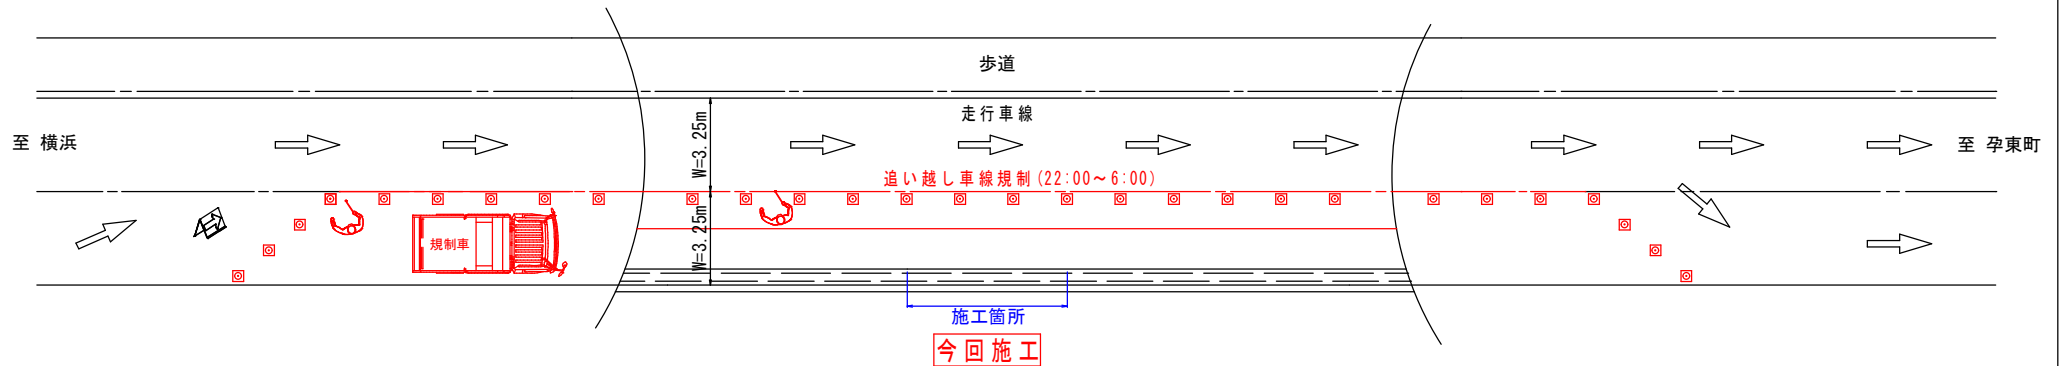 歩道
走行車線
至 横浜
W=3.25m
至 孕東町
追い越し車線規制(22:00～6:00)
規制車
W=3.25m
施工箇所
今回施工